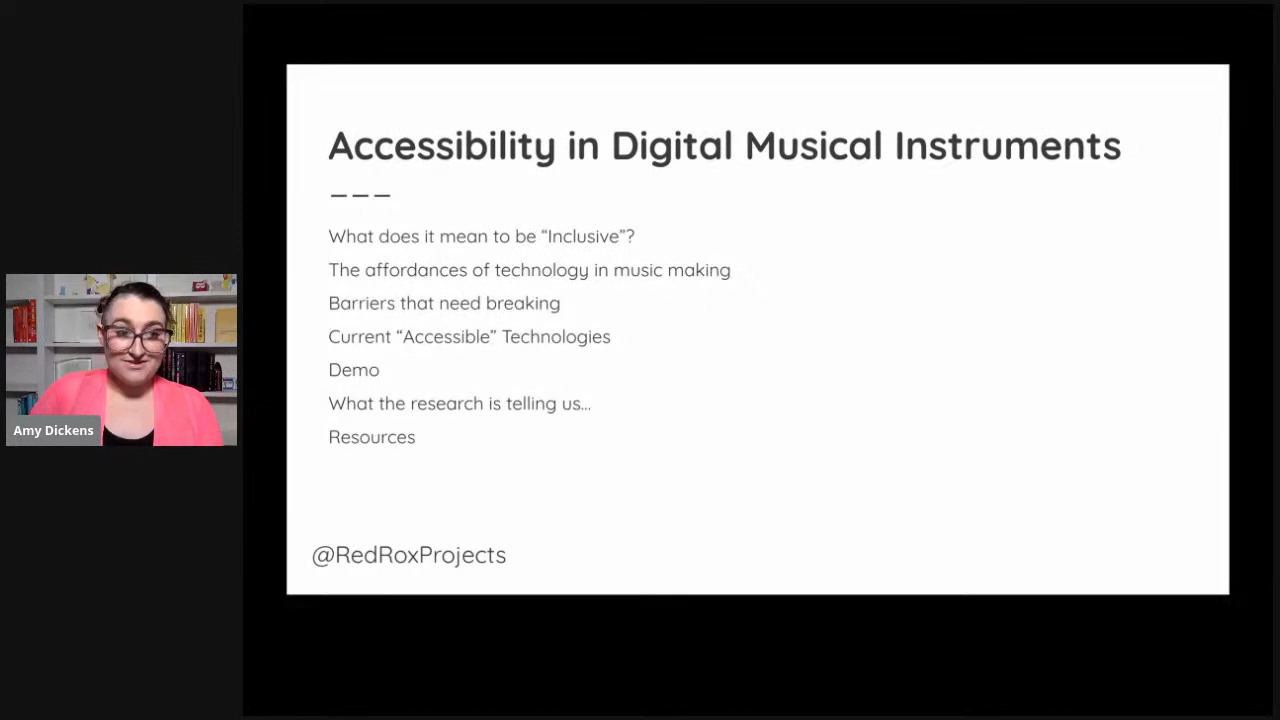 Accessibility in Digital Musical Instruments
What does it mean to be “Inclusive”?
The affordances of technology in music making
Barriers that need breaking
Current “Accessible” Technologies
Demo
What the research is telling us...
Resources
@RedRoxProjects
Amy Dickens